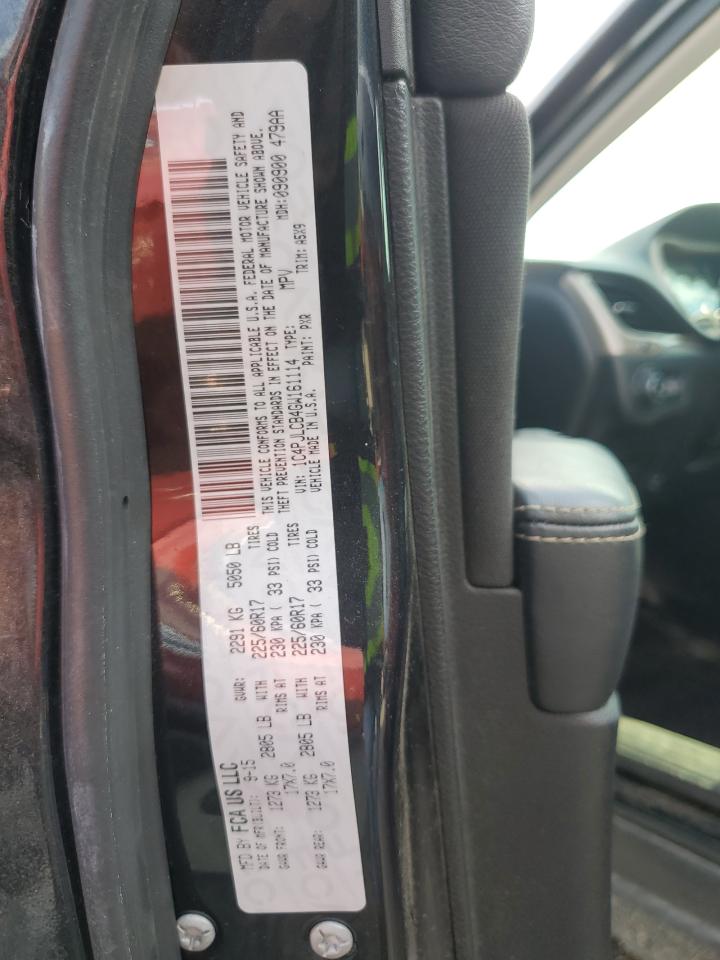 MFD BY FCA US LLC
DATE OF MFR(BUILT): 9-15 GVWR: 2291 KG 5050 LB
GAWR FRONT: 1273 KG 2805 LB WITH 225/60R17 TIRES
17X7.0 RIMS AT 230 KPA ( 33 PSI) COLD
GAWR REAR: 1273 KG 2805 LB WITH 225/60R17 TIRES
17X7.0 RIMS AT 230 KPA ( 33 PSI) COLD
THIS VEHICLE CONFORMS TO ALL APPLICABLE U.S.A. FEDERAL MOTOR VEHICLE SAFETY AND
THEFT PREVENTION STANDARDS IN EFFECT ON THE DATE OF MANUFACTURE SHOWN ABOVE.
VIN: 1C4PJLCB4GW161114 TYPE: MPV MDH: 090900 479AA
VEHICLE MADE IN U.S.A. PAINT: PXR TRIM: A5X9